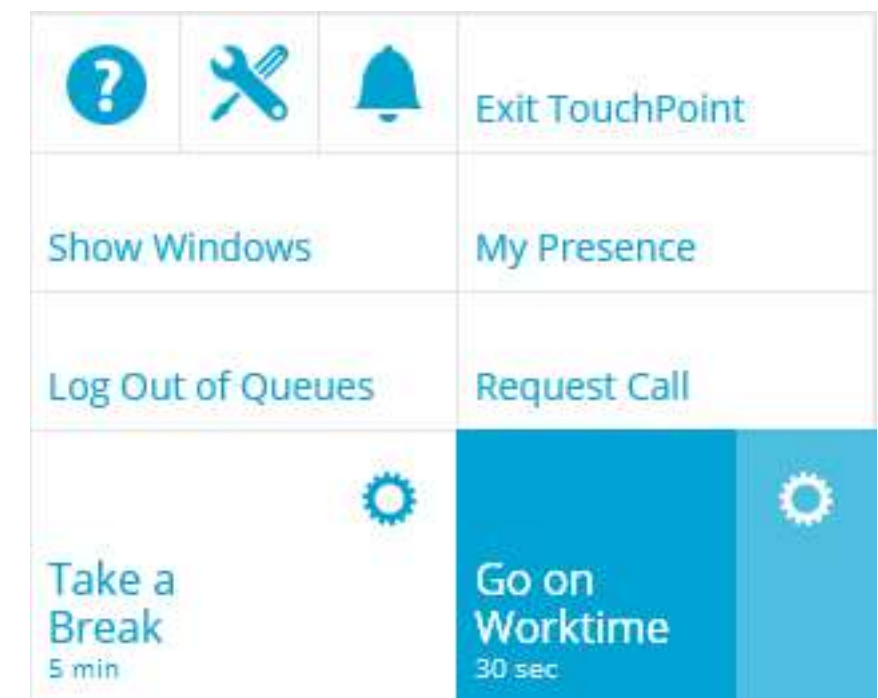 ?
Exit TouchPoint
Show Windows
My Presence
Log Out of Queues
Request Call
Take a
Break
5 min
Go on
Worktime
30 sec